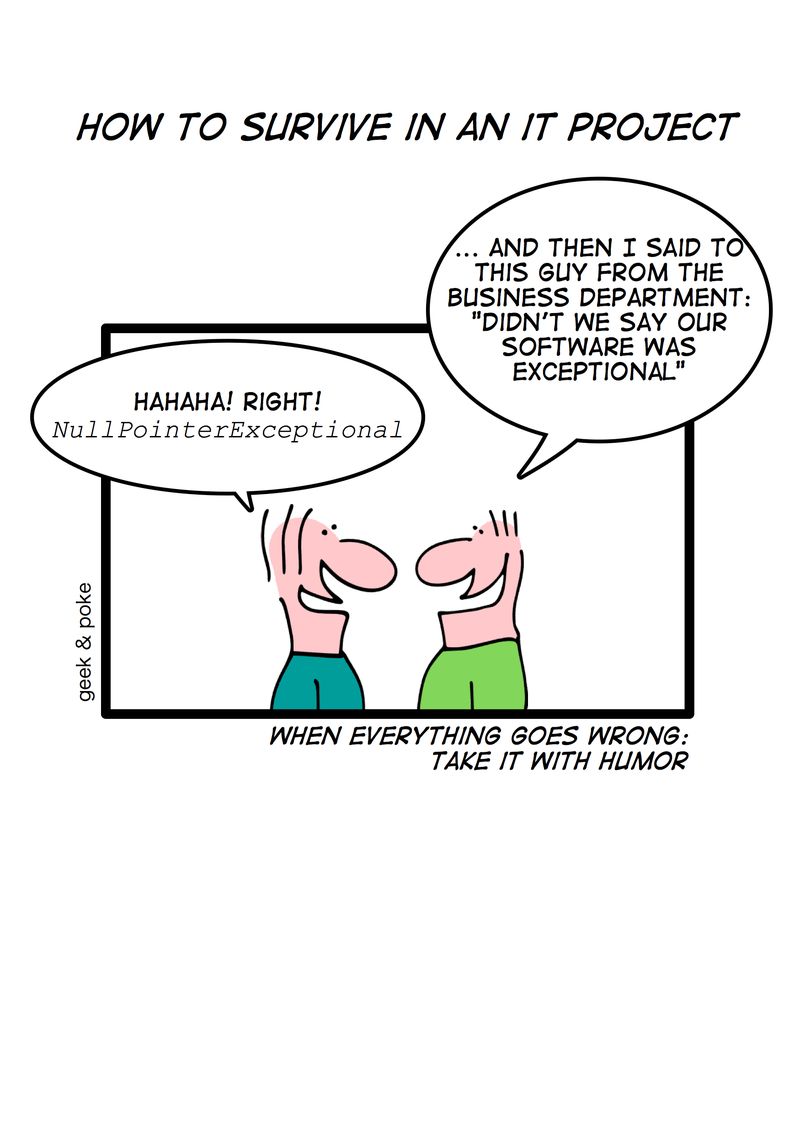 HOW TO SURVIVE IN AN IT PROJECT
... AND THEN I SAID TO
THIS GUY FROM THE
BUSINESS DEPARTMENT:
"DIDN'T WE SAY OUR
SOFTWARE WAS
EXCEPTIONAL"
HAHAHA! RIGHT!
NullPointerExceptional
geek & poke
WHEN EVERYTHING GOES WRONG:
TAKE IT WITH HUMOR